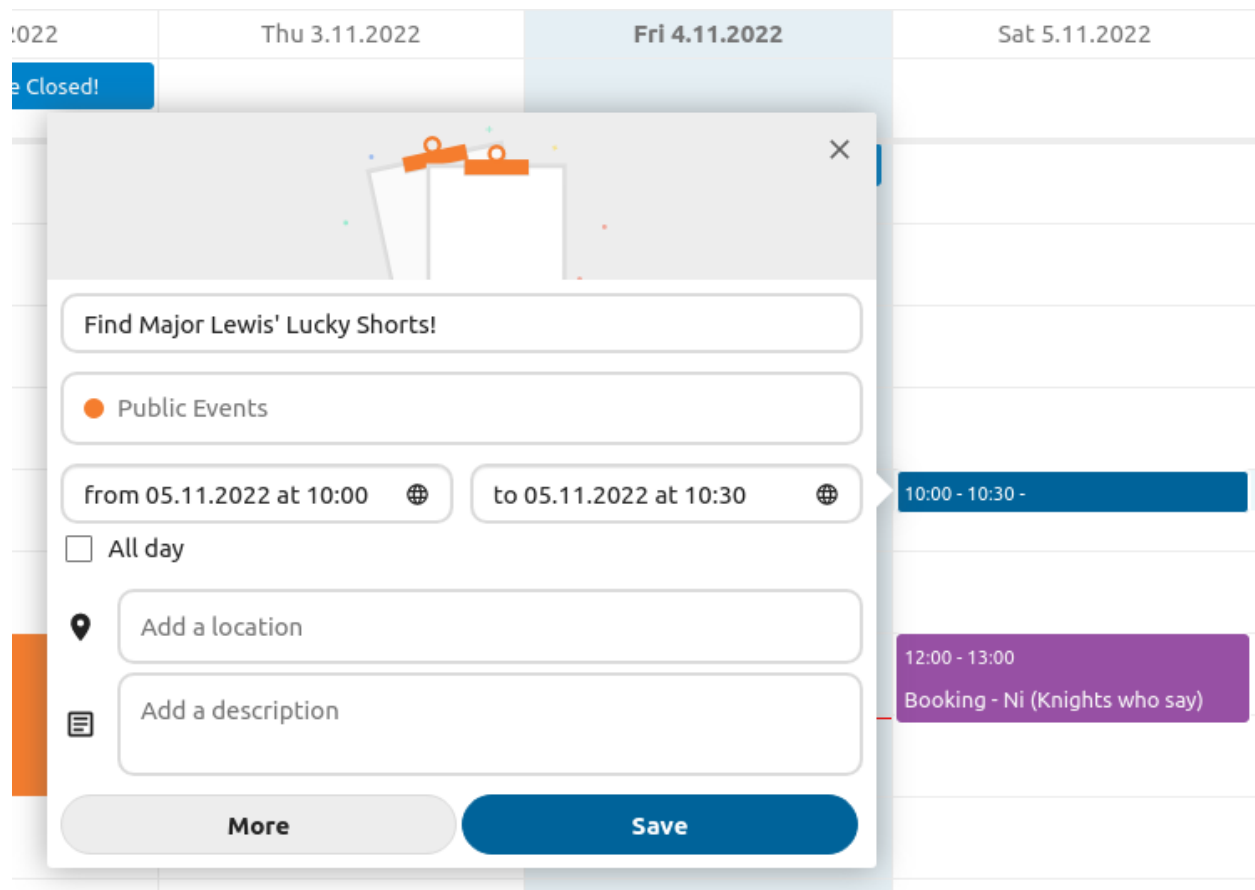 2022
Thu 3.11.2022
Fri 4.11.2022
Sat 5.11.2022
Closed!
Find Major Lewis' Lucky Shorts!
Public Events
from 05.11.2022 at 10:00
to 05.11.2022 at 10:30
10:00 - 10:30 -
All day
Add a location
12:00 - 13:00
Booking - Ni (Knights who say)
Add a description
More
Save